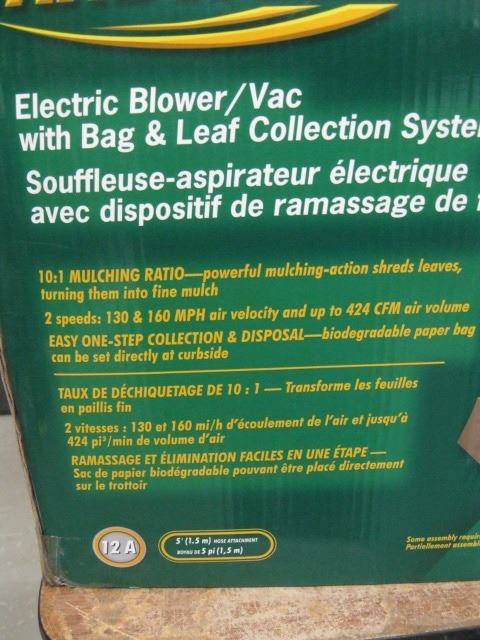 Electric Blower/Vac
with Bag & Leaf Collection
Souffleuse-aspirateur électrique
avec dispositif de ramassage de
10:1 MULCHING RATIO—powerful mulching-action shreds leaves,
turning them into fine mulch
2 speeds: 130 & 160 MPH air velocity and up to 424 CFM air volume
EASY ONE-STEP COLLECTION & DISPOSAL—biodegradable paper bag
can be set directly at curbside
TAUX DE DÉCHIQUETAGE DE 10 : 1 — Transforme les feuilles
en paillis fin
2 vitesses : 130 et 160 mi/h d'écoulement de l'air et jusqu'à
424 pi³/min de volume d'air
RAMASSAGE ET ÉLIMINATION FACILES EN UNE ÉTAPE —
Sac de papier biodégradable pouvant être placé directement
sur le trottoir
12 A
5' (1.5 m) HOSE ATTACHMENT
BOYAU DE 5 pi (1,5 m)
Some assembly
Partiellement